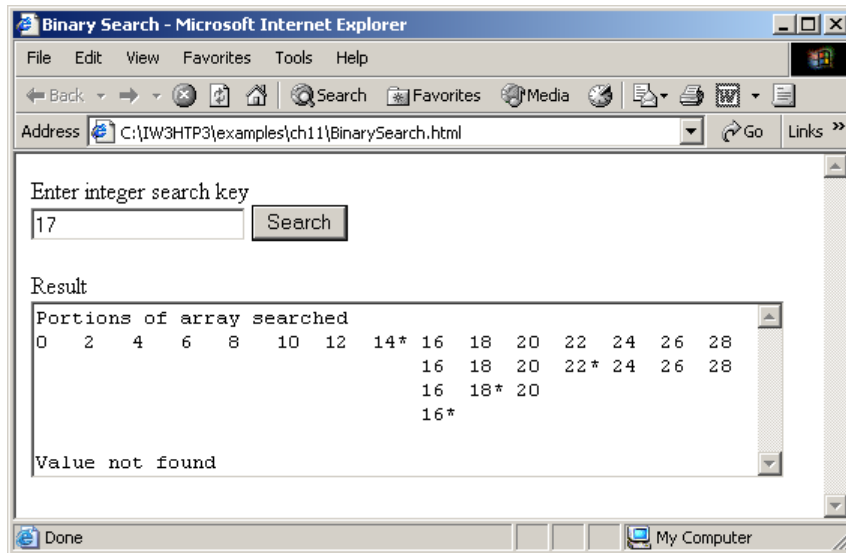 Binary Search - Microsoft Internet Explorer
File Edit View Favorites Tools Help
Back Search Favorites Media
Address C:\IW3HTP3\examples\ch11\BinarySearch.html Go Links »
Enter integer search key
17 Search
Result
Portions of array searched
0 2 4 6 8 10 12 14* 16 18 20 22 24 26 28
16 18 20 22* 24 26 28
16 18* 20
16*
Value not found
Done My Computer